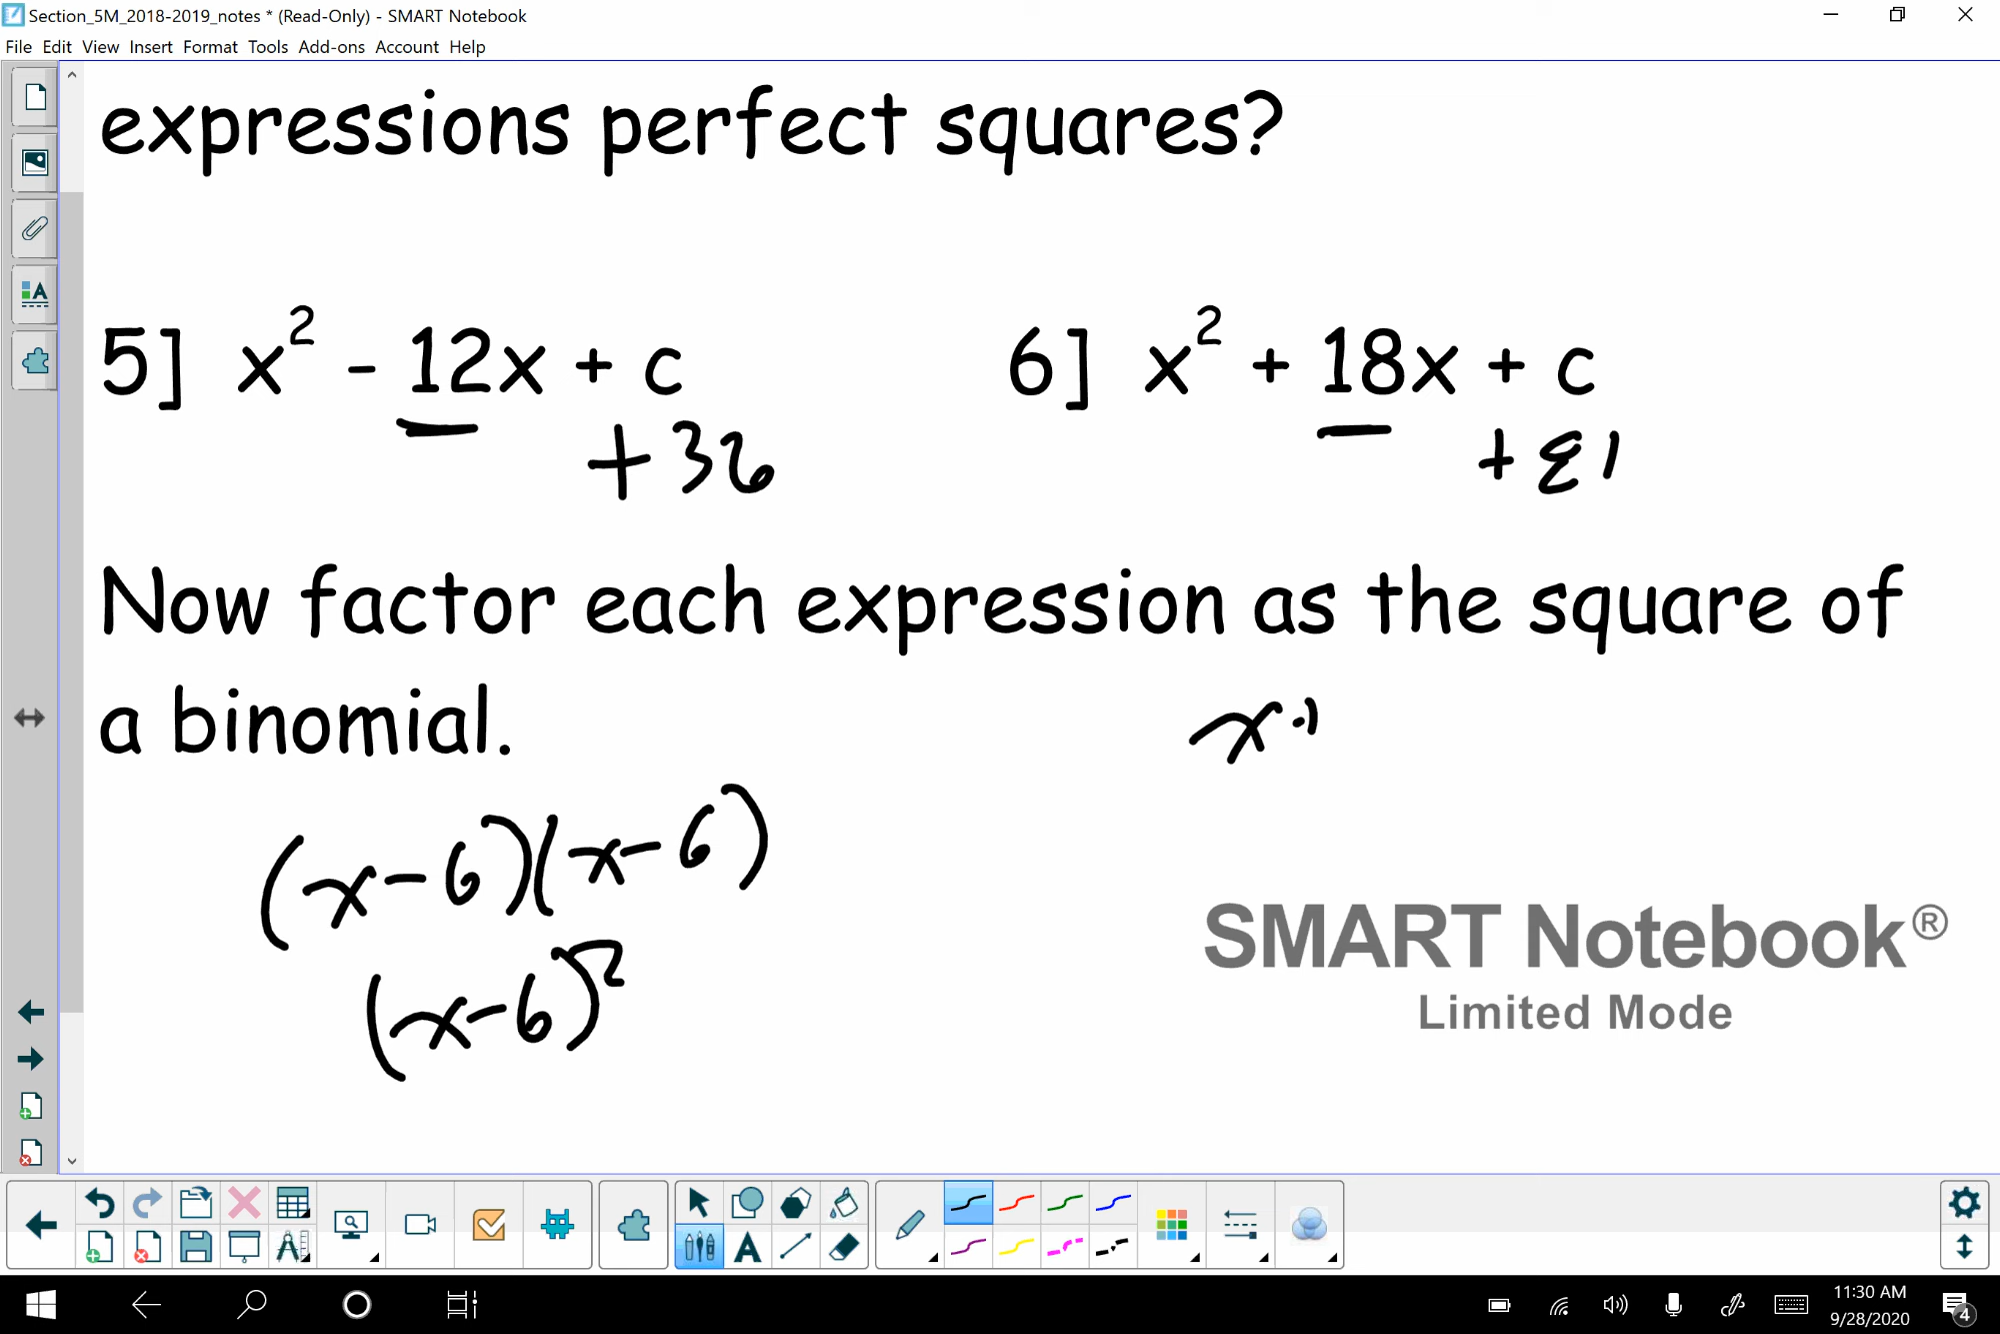 Section_5M_2018-2019_notes * (Read-Only) - SMART Notebook
File Edit View Insert Format Tools Add-ons Account Help
expressions perfect squares?
5] x² - 12x + c
+36
6] x² + 18x + c
+81
Now factor each expression as the square of
a binomial.
x
(x-6)(x-6)
(x-6)²
SMART Notebook®
Limited Mode
11:30 AM
9/28/2020
4